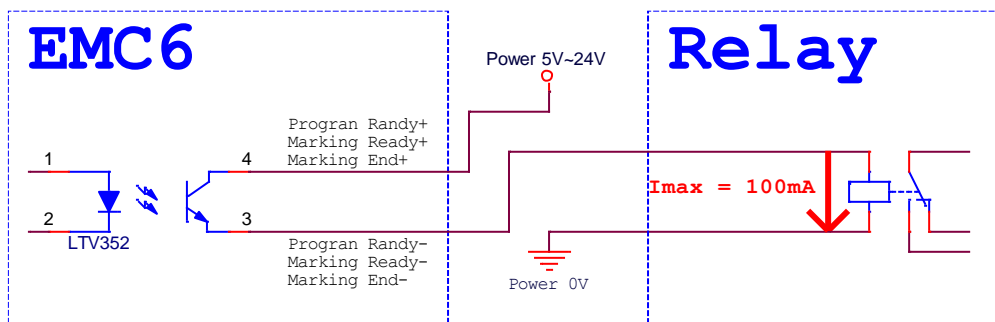 EMC6
Relay
Power 5V~24V
Progran Randy+
Marking Ready+
Marking End+
1
4
Imax = 100mA
2
3
LTV352
Progran Randy-
Marking Ready-
Marking End-
Power 0V